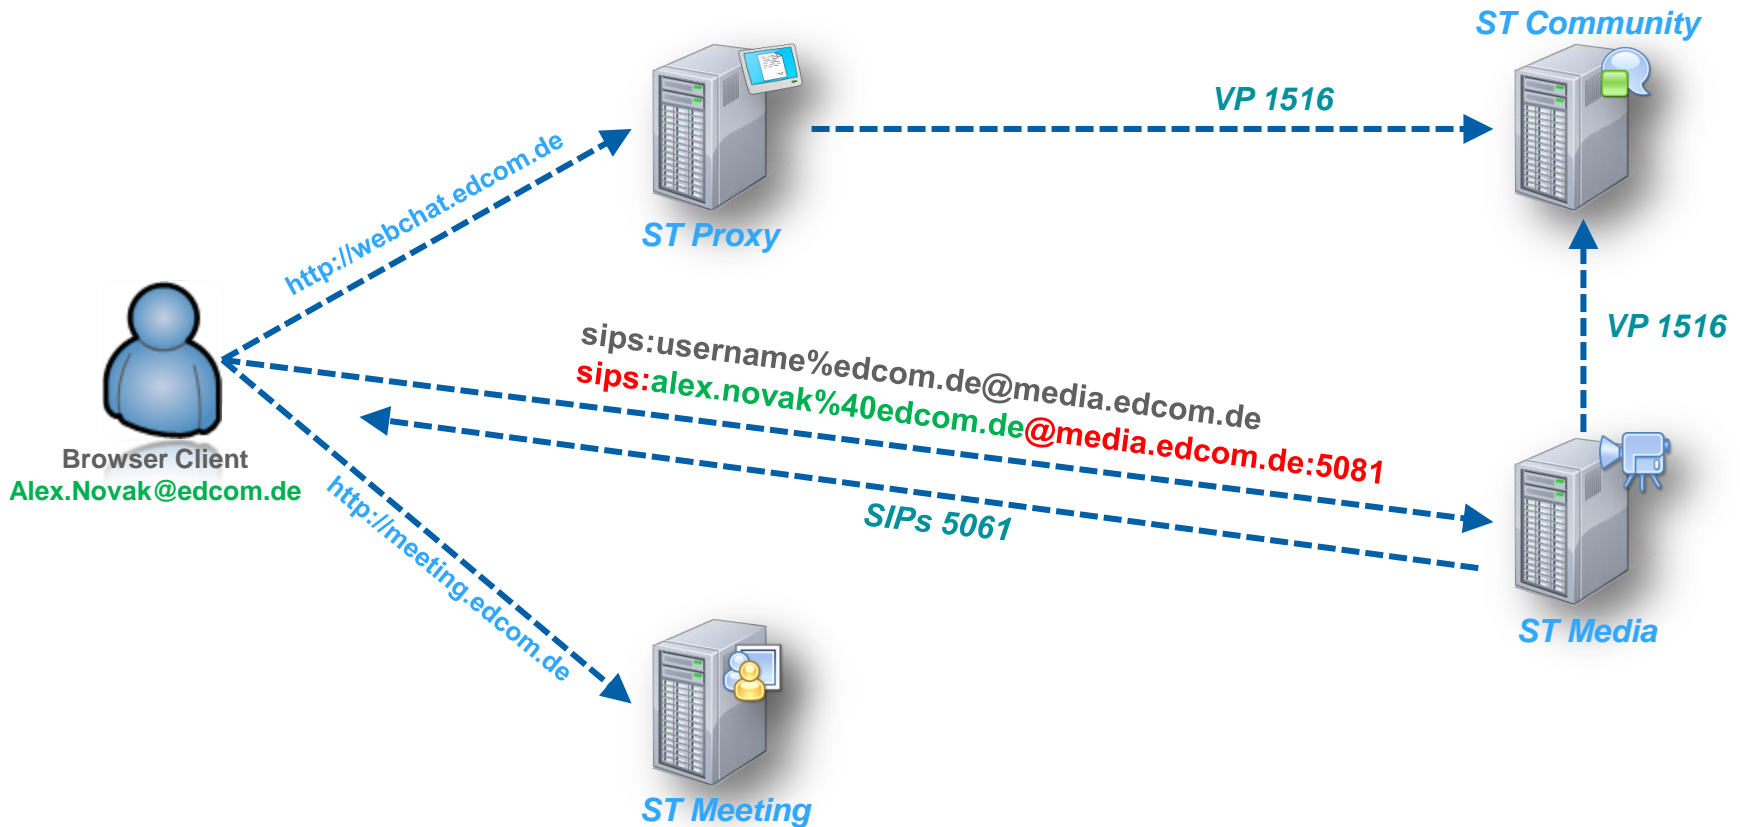 ST Community
VP 1516
http://webchat.edcom.de
ST Proxy
VP 1516
sips:username%edcom.de@media.edcom.de
sips:alex.novak%40edcom.de@media.edcom.de:5081
Browser Client
Alex.Novak@edcom.de
SIPs 5061
http://meeting.edcom.de
ST Media
ST Meeting